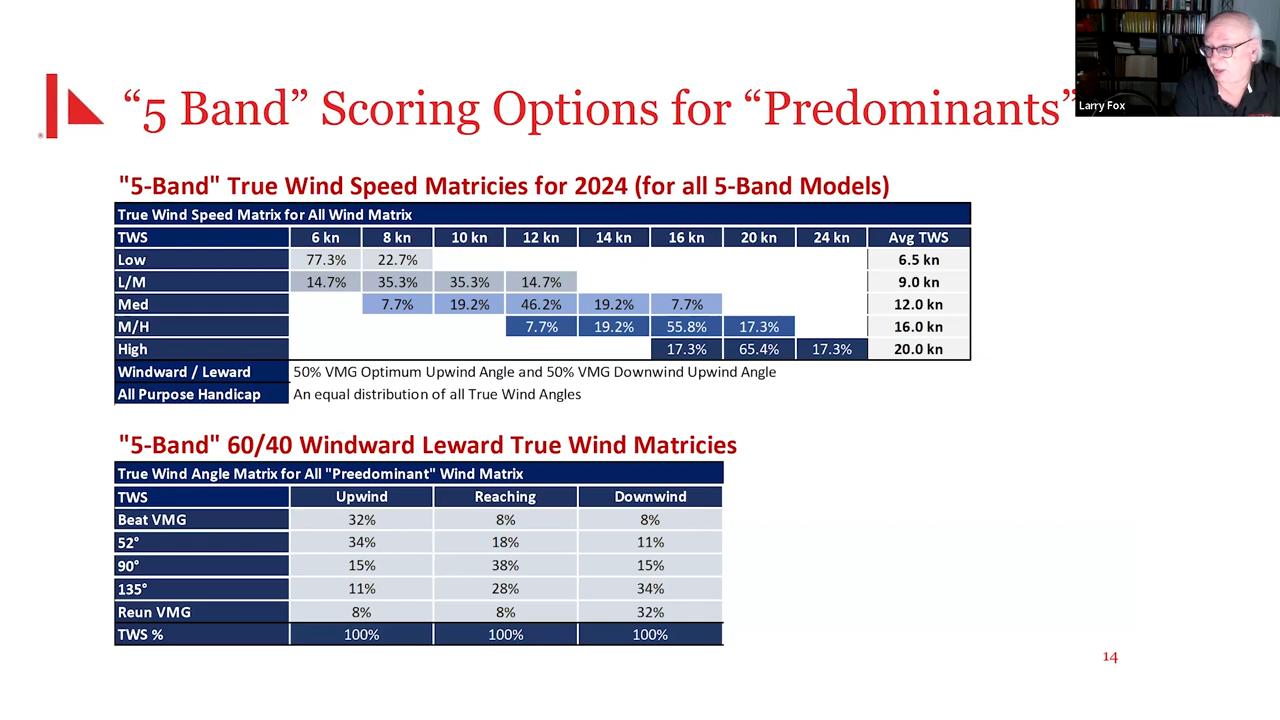 “5 Band” Scoring Options for “Predominants”
Larry Fox
"5-Band" True Wind Speed Matricies for 2024 (for all 5-Band Models)
True Wind Speed Matrix for All Wind Matrix
TWS 6 kn 8 kn 10 kn 12 kn 14 kn 16 kn 20 kn 24 kn Avg TWS
Low 77.3% 22.7% 6.5 kn
L/M 14.7% 35.3% 35.3% 14.7% 9.0 kn
Med 7.7% 19.2% 46.2% 19.2% 7.7% 12.0 kn
M/H 7.7% 19.2% 55.8% 17.3% 16.0 kn
High 17.3% 65.4% 17.3% 20.0 kn
Windward / Leward 50% VMG Optimum Upwind Angle and 50% VMG Downwind Upwind Angle
All Purpose Handicap An equal distribution of all True Wind Angles
"5-Band" 60/40 Windward Leward True Wind Matricies
True Wind Angle Matrix for All "Preedominant" Wind Matrix
TWS Upwind Reaching Downwind
Beat VMG 32% 8% 8%
52° 34% 18% 11%
90° 15% 38% 15%
135° 11% 28% 34%
Reun VMG 8% 8% 32%
TWS % 100% 100% 100%
14